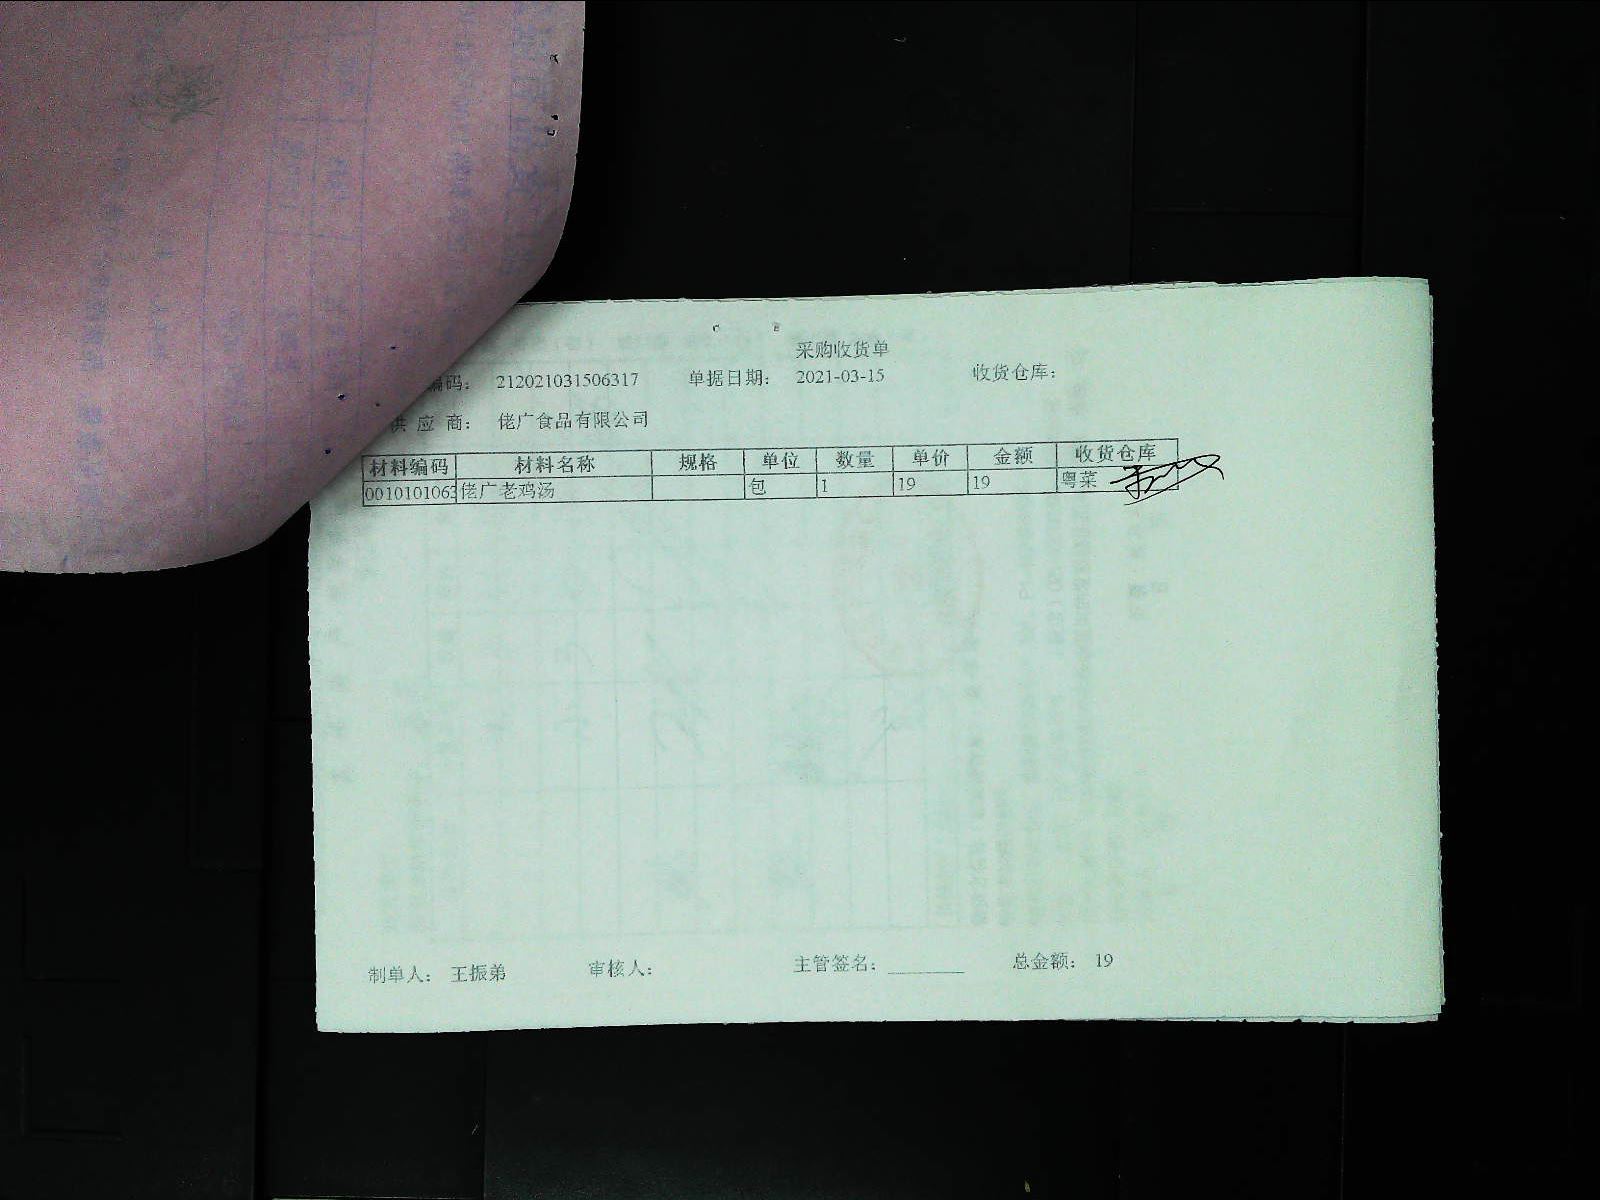 采购收货单
编码: 212021031506317 单据日期: 2021-03-15 收货仓库:
供应商: 佬广食品有限公司
材料编码 材料名称 规格 单位 数量 单价 金额 收货仓库
0010101063 佬广老鸡汤 包 1 19 19 粤菜
制单人: 王振弟 审核人: 主管签名: 总金额: 19